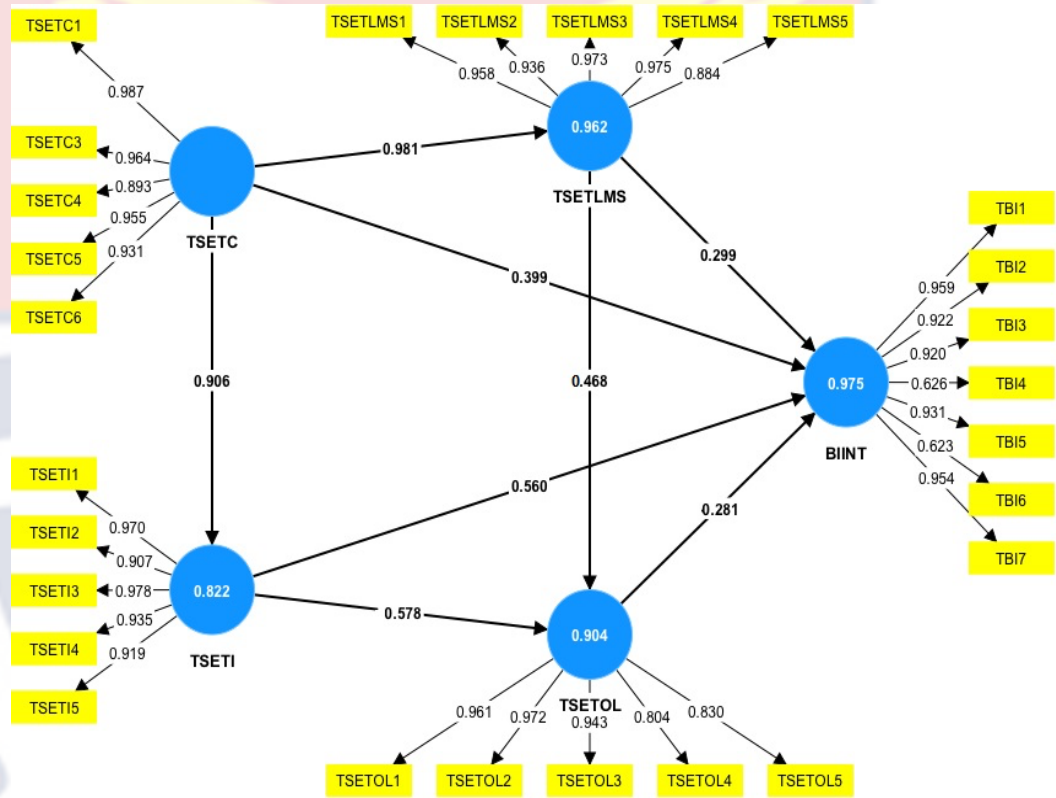 TSETC1
TSETLMS1 TSETLMS2 TSETLMS3 TSETLMS4 TSETLMS5
0.987
0.958 0.936 0.973 0.975 0.884
TSETC3
0.964
TSETC4
0.893
TSETC5
0.955
TSETC6
0.931
TSETC
0.981
0.962
TSETLMS
0.299
0.399
0.906
0.468
TBI1
0.959
TBI2
0.922
TBI3
0.920
TBI4
0.626
TBI5
0.931
TBI6
0.623
TBI7
0.954
0.975
BIINT
TSETI1
0.970
TSETI2
0.907
TSETI3
0.978
TSETI4
0.935
TSETI5
0.919
0.822
TSETI
0.560
0.281
0.578
0.904
TSETOL
0.961 0.972 0.943 0.804 0.830
TSETOL1 TSETOL2 TSETOL3 TSETOL4 TSETOL5